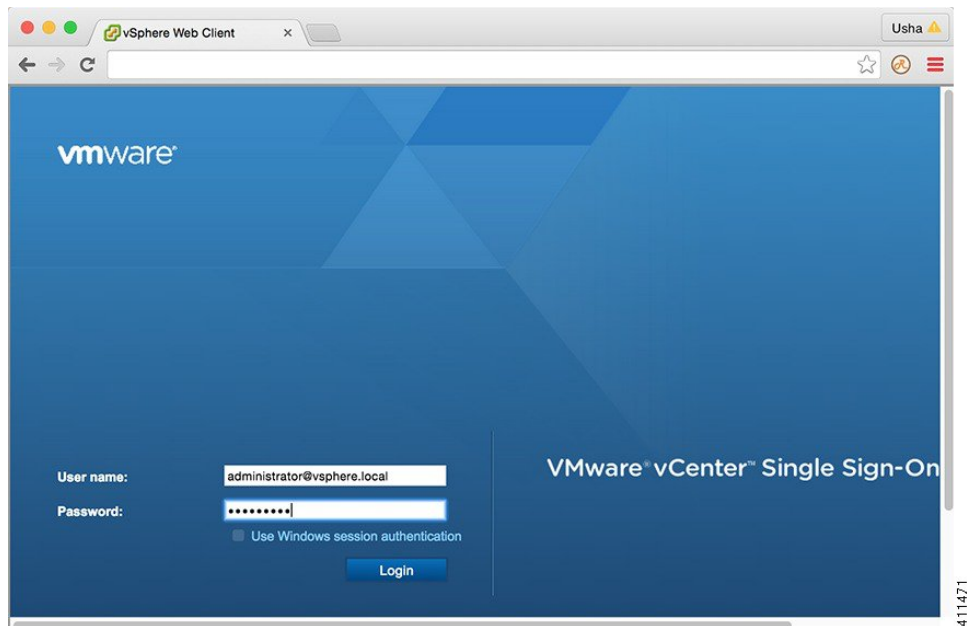 vSphere Web Client
Usha
vmware®
User name:
administrator@vsphere.local
VMware® vCenter™ Single Sign-On
Password:
•••••••••
Use Windows session authentication
Login
411471